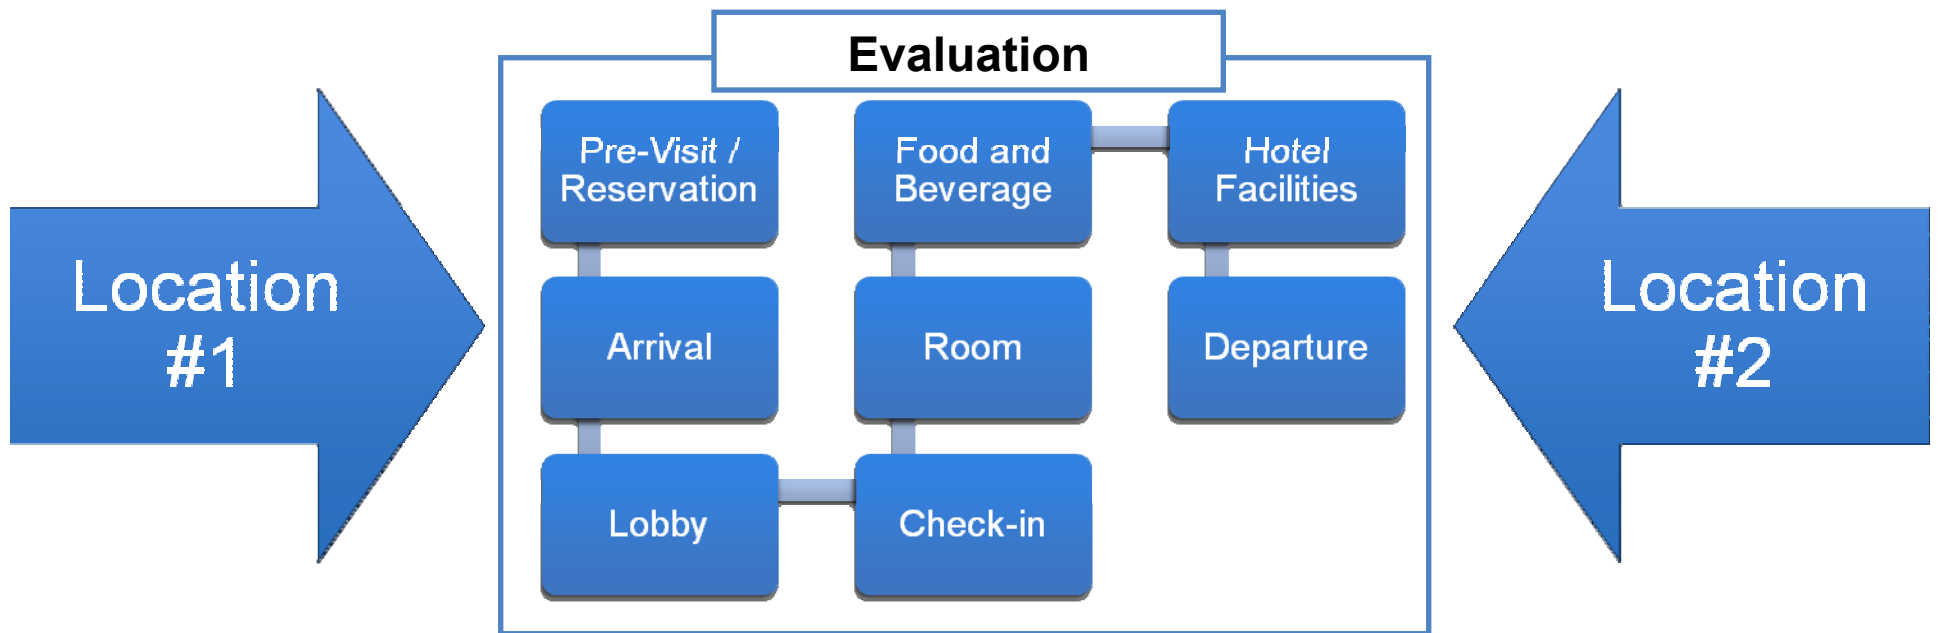 Evaluation
Location
#1
Pre-Visit /
Reservation
Arrival
Lobby
Check-in
Room
Food and
Beverage
Hotel
Facilities
Departure
Location
#2